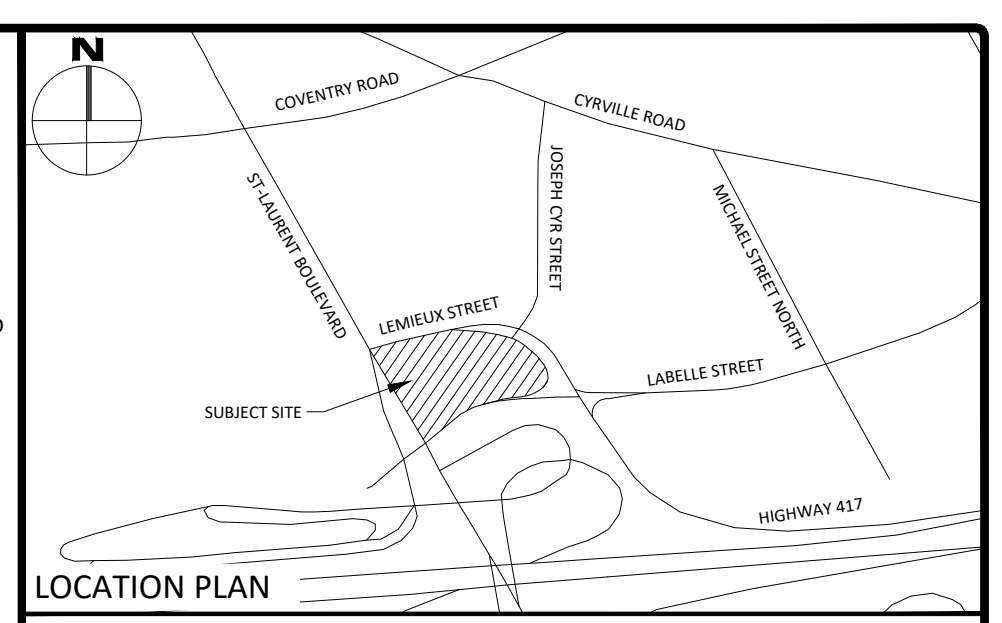 N
COVENTRY ROAD
CYRVILLE ROAD
ST-LAURENT BOULEVARD
JOSEPH CYR STREET
MICHAEL STREET NORTH
LEMIEUX STREET
LABELLE STREET
SUBJECT SITE
HIGHWAY 417
LOCATION PLAN